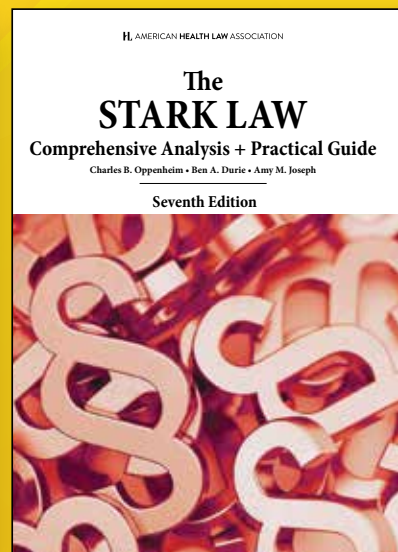 AMERICAN HEALTH LAW ASSOCIATION
The
STARK LAW
Comprehensive Analysis + Practical Guide
Charles B. Oppenheim • Ben A. Durie • Amy M. Joseph
Seventh Edition